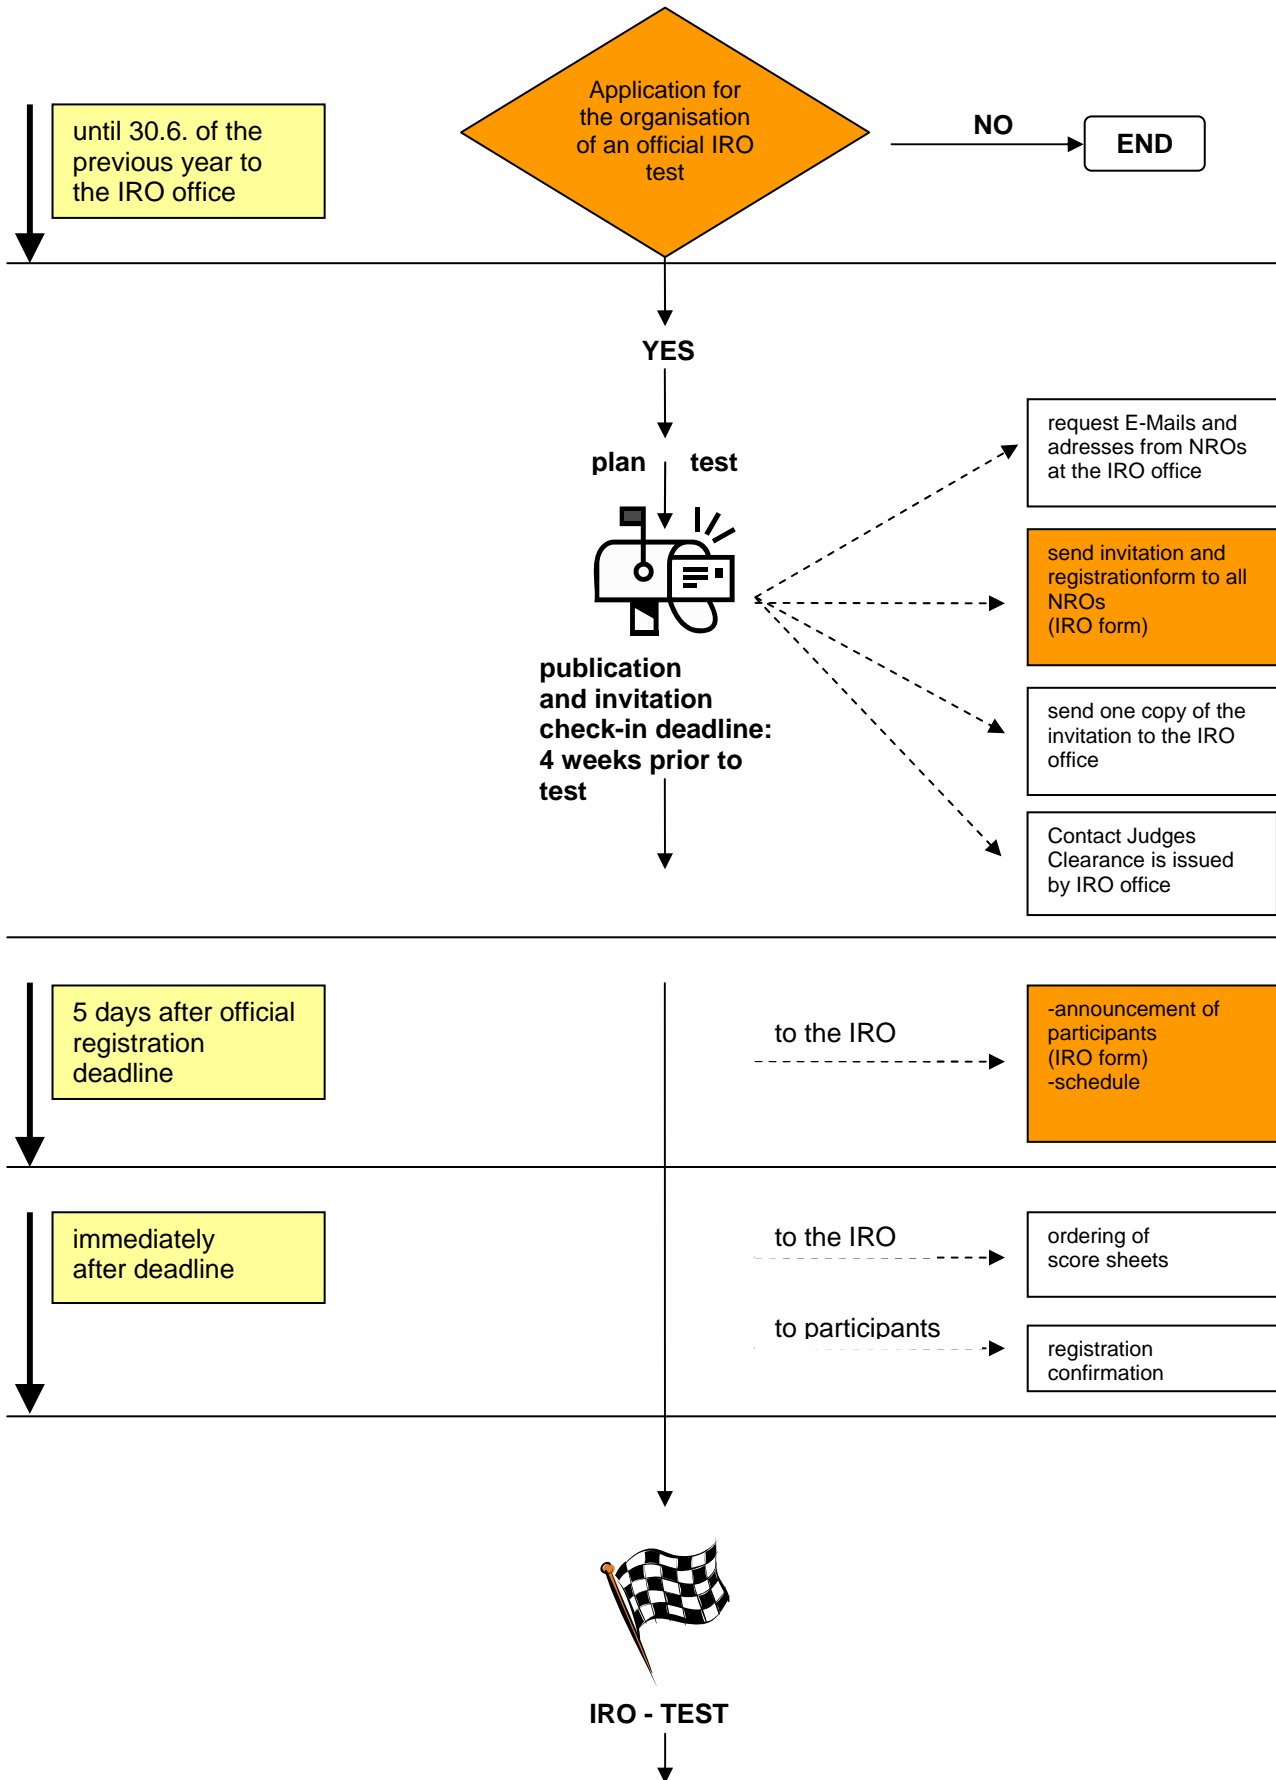 until 30.6. of the
previous year to
the IRO office
Application for
the organisation
of an official IRO
test
NO
END
YES
plan test
request E-Mails and
adresses from NROs
at the IRO office
send invitation and
registrationform to all
NROs
(IRO form)
publication
and invitation
check-in deadline:
4 weeks prior to
test
send one copy of the
invitation to the IRO
office
Contact Judges
Clearance is issued
by IRO office
5 days after official
registration
deadline
to the IRO
-announcement of
participants
(IRO form)
-schedule
immediately
after deadline
to the IRO
ordering of
score sheets
to participants
registration
confirmation
IRO - TEST